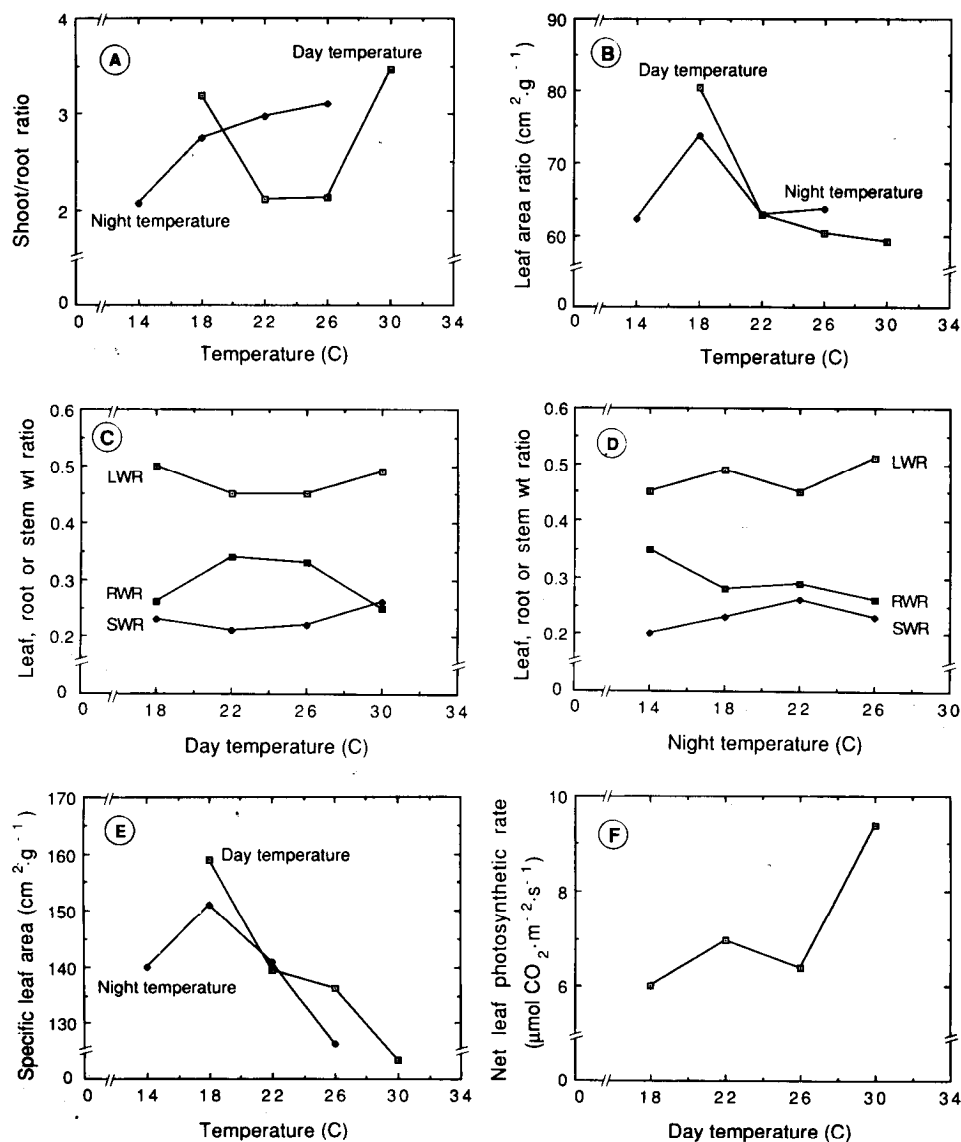 A
Shoot/root ratio
4
3
2
0
Day temperature
Night temperature
0 14 18 22 26 30 34
Temperature (C)
B
Leaf area ratio (cm²·g⁻¹)
90
80
70
60
0
Day temperature
Night temperature
0 14 18 22 26 30 34
Temperature (C)
C
Leaf, root or stem wt ratio
0.6
0.5
0.4
0.3
0.2
0
LWR
RWR
SWR
0 18 22 26 30 34
Day temperature (C)
D
Leaf, root or stem wt ratio
0.6
0.5
0.4
0.3
0.2
0
LWR
RWR
SWR
0 14 18 22 26 30
Night temperature (C)
E
Specific leaf area (cm²·g⁻¹)
170
160
150
140
130
0
Day temperature
Night temperature
0 14 18 22 26 30 34
Temperature (C)
F
Net leaf photosynthetic rate
(µmol CO₂·m⁻²·s⁻¹)
10
8
6
0
0 18 22 26 30 34
Day temperature (C)